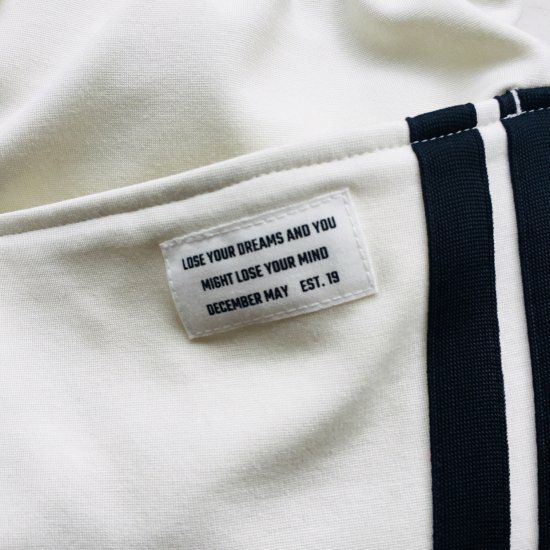 LOSE YOUR DREAMS AND YOU
MIGHT LOSE YOUR MIND
DECEMBER MAY EST. 19